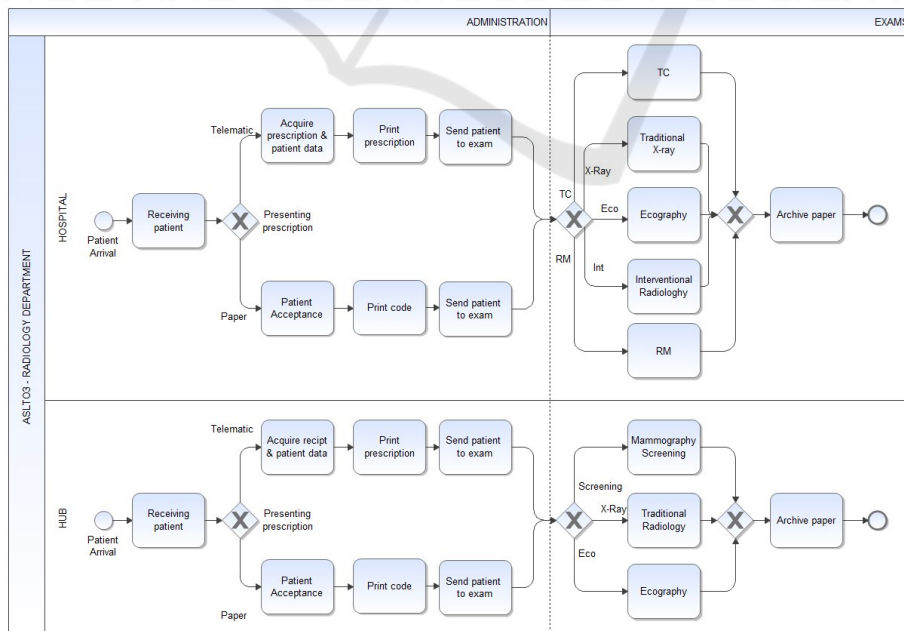 ADMINISTRATION
EXAMS
ASLTO3 - RADIOLOGY DEPARTMENT
HOSPITAL
Patient
Arrival
Receiving
patient
Telematic
Presenting
prescription
Paper
Acquire
prescription &
patient data
Print
prescription
Send patient
to exam
Patient
Acceptance
Print code
Send patient
to exam
TC
X-Ray
Eco
Int
RM
TC
Traditional
X-ray
Ecography
Interventional
Radiologhy
RM
Archive paper
HUB
Patient
Arrival
Receiving
patient
Telematic
Presenting
prescription
Paper
Acquire recipt
& patient data
Print
prescription
Send patient
to exam
Patient
Acceptance
Print code
Send patient
to exam
Screening
X-Ray
Eco
Mammography
Screening
Traditional
Radiology
Ecography
Archive paper